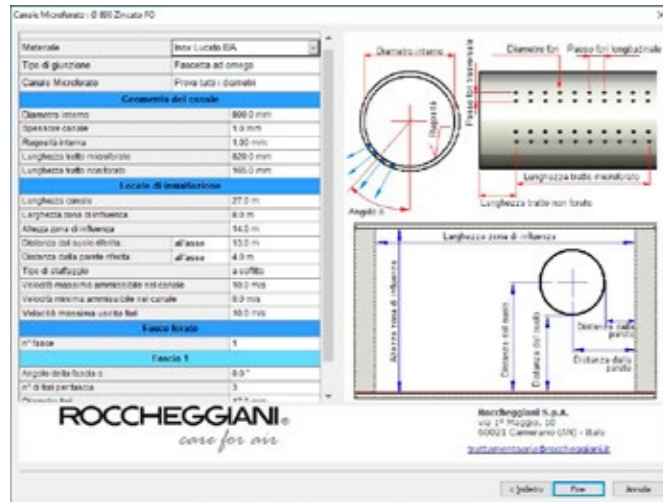 Canale Microforato : Ø 800 Zincato PO
Materiale Inox Lucido BA
Tipo di giunzione Fascetta ad omega
Canale Microforato Prova tutti i diametri
Geometria del canale
Diametro interno 800.0 mm
Spessore canale 1.0 mm
Rugosità interna 1.00 mm
Lunghezza tratto microforato 820.0 mm
Lunghezza tratto non forato 165.0 mm
Locale di installazione
Lunghezza canale 27.0 m
Larghezza zona di influenza 8.0 m
Altezza zona di influenza 14.0 m
Distanza dal suolo riferita: all'asse 13.0 m
Distanza dalla parete riferita: all'asse 4.0 m
Tipo di staffaggio a soffitto
Velocità massima ammissibile nel canale 10.0 m/s
Velocità minima ammissibile nel canale 0.0 m/s
Velocità massima uscita fori 10.0 m/s
Fasce forate
n° fasce 1
Fascia 1
Angolo della fascia α 0.0 °
n° di fori per fascia 3
Diametro fori
Diametro interno
Rugosità
Angolo α
Diametro fori
Passo fori longitudinale
Passo fori trasversale
Lunghezza tratto microforato
Lunghezza tratto non forato
Larghezza zona di influenza
Altezza zona di influenza
Distanza dal suolo
Distanza dal suolo
Distanza dalla parete
Distanza dalla parete
ROCCHEGGIANI®
care for air
Roccheggiani S.p.A.
via 1° Maggio, 10
60021 Camerano (AN) - Italy
trattamentoaria@roccheggiani.it
< Indietro
Fine
Annulla